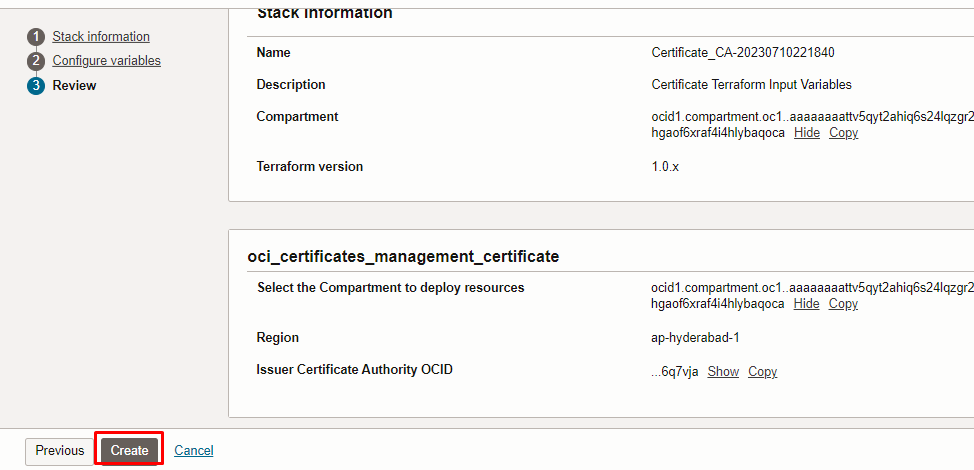 Stack information
1 Stack information
2 Configure variables
3 Review
Name Certificate_CA-20230710221840
Description Certificate Terraform Input Variables
Compartment ocid1.compartment.oc1..aaaaaaaattv5qyt2ahiq6s24lqzgr2
hgaof6xraf4i4hlybaqoca Hide Copy
Terraform version 1.0.x
oci_certificates_management_certificate
Select the Compartment to deploy resources ocid1.compartment.oc1..aaaaaaaattv5qyt2ahiq6s24lqzgr2
hgaof6xraf4i4hlybaqoca Hide Copy
Region ap-hyderabad-1
Issuer Certificate Authority OCID ...6q7vja Show Copy
Previous Create Cancel